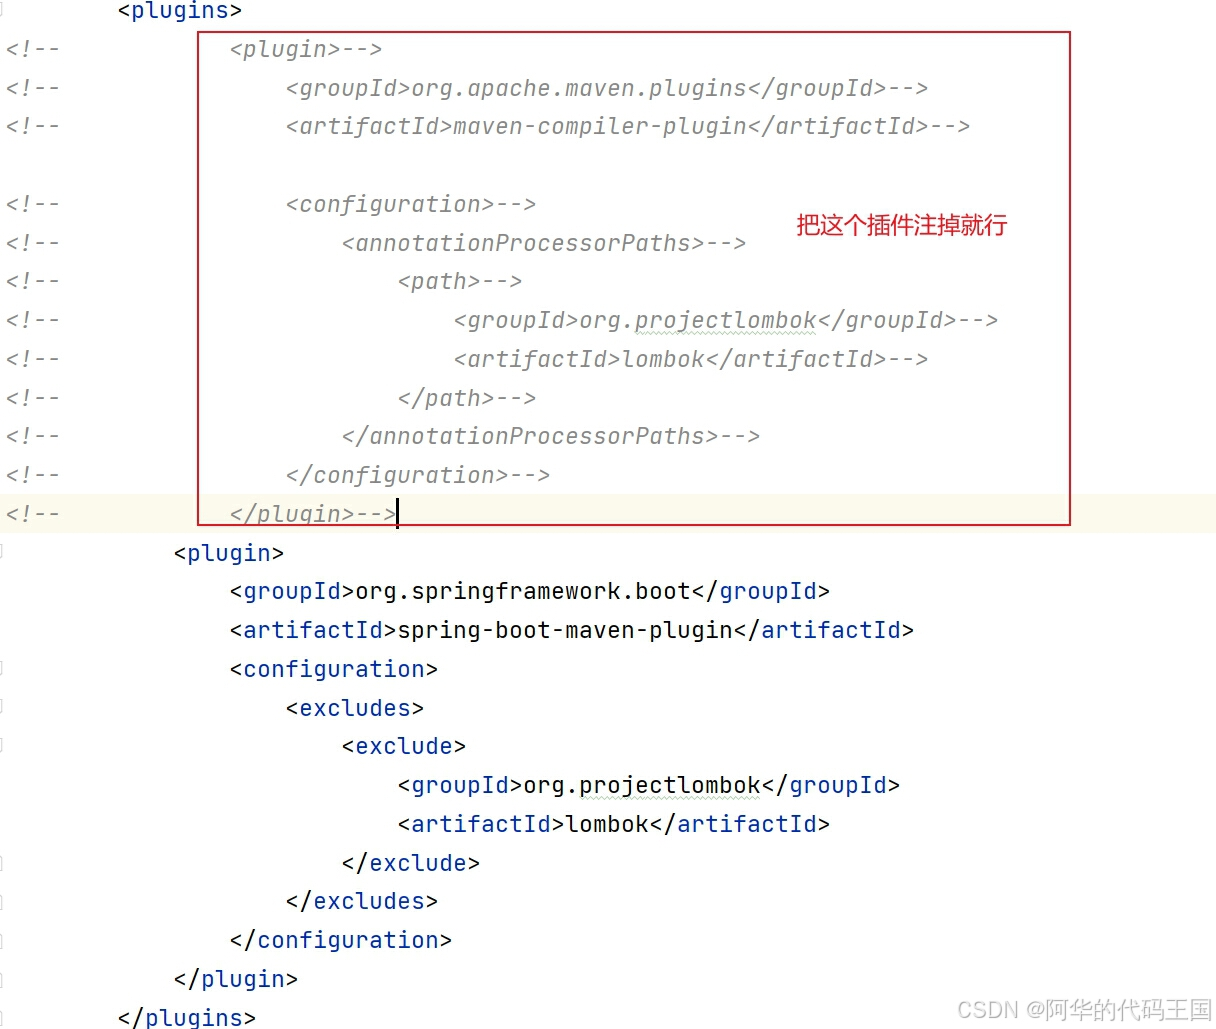 <plugins>
<!--            <plugin>-->
<!--                <groupId>org.apache.maven.plugins</groupId>-->
<!--                <artifactId>maven-compiler-plugin</artifactId>-->
<!--                <configuration>-->
把这个插件注掉就行
<!--                    <annotationProcessorPaths>-->
<!--                        <path>-->
<!--                            <groupId>org.projectlombok</groupId>-->
<!--                            <artifactId>lombok</artifactId>-->
<!--                        </path>-->
<!--                    </annotationProcessorPaths>-->
<!--                </configuration>-->
<!--            </plugin>-->
            <plugin>
                <groupId>org.springframework.boot</groupId>
                <artifactId>spring-boot-maven-plugin</artifactId>
                <configuration>
                    <excludes>
                        <exclude>
                            <groupId>org.projectlombok</groupId>
                            <artifactId>lombok</artifactId>
                        </exclude>
                    </excludes>
                </configuration>
            </plugin>
        </plugins>
CSDN @阿华的代码王国